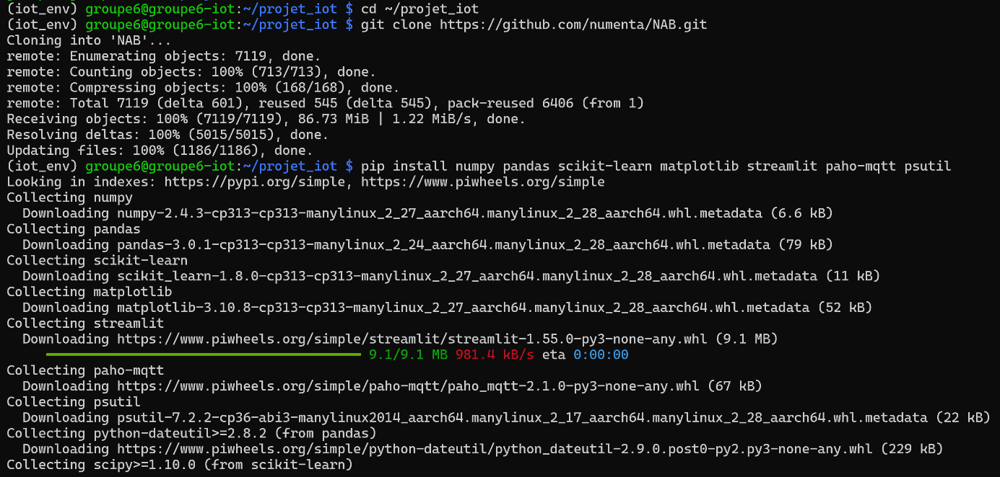 (iot_env) groupe6@groupe6-iot:~/projet_iot $ cd ~/projet_iot
(iot_env) groupe6@groupe6-iot:~/projet_iot $ git clone https://github.com/numenta/NAB.git
Cloning into 'NAB'...
remote: Enumerating objects: 7119, done.
remote: Counting objects: 100% (713/713), done.
remote: Compressing objects: 100% (168/168), done.
remote: Total 7119 (delta 601), reused 545 (delta 545), pack-reused 6406 (from 1)
Receiving objects: 100% (7119/7119), 86.73 MiB | 1.22 MiB/s, done.
Resolving deltas: 100% (5015/5015), done.
Updating files: 100% (1186/1186), done.
(iot_env) groupe6@groupe6-iot:~/projet_iot $ pip install numpy pandas scikit-learn matplotlib streamlit paho-mqtt psutil
Looking in indexes: https://pypi.org/simple, https://www.piwheels.org/simple
Collecting numpy
  Downloading numpy-2.4.3-cp313-cp313-manylinux_2_27_aarch64.manylinux_2_28_aarch64.whl.metadata (6.6 kB)
Collecting pandas
  Downloading pandas-3.0.1-cp313-cp313-manylinux_2_24_aarch64.manylinux_2_28_aarch64.whl.metadata (79 kB)
Collecting scikit-learn
  Downloading scikit_learn-1.8.0-cp313-cp313-manylinux_2_27_aarch64.manylinux_2_28_aarch64.whl.metadata (11 kB)
Collecting matplotlib
  Downloading matplotlib-3.10.8-cp313-cp313-manylinux_2_27_aarch64.manylinux_2_28_aarch64.whl.metadata (52 kB)
Collecting streamlit
  Downloading https://www.piwheels.org/simple/streamlit/streamlit-1.55.0-py3-none-any.whl (9.1 MB)
9.1/9.1 MB 981.4 kB/s eta 0:00:00
Collecting paho-mqtt
  Downloading https://www.piwheels.org/simple/paho-mqtt/paho_mqtt-2.1.0-py3-none-any.whl (67 kB)
Collecting psutil
  Downloading psutil-7.2.2-cp36-abi3-manylinux2014_aarch64.manylinux_2_17_aarch64.manylinux_2_28_aarch64.whl.metadata (22 kB)
Collecting python-dateutil>=2.8.2 (from pandas)
  Downloading https://www.piwheels.org/simple/python-dateutil/python_dateutil-2.9.0.post0-py2.py3-none-any.whl (229 kB)
Collecting scipy>=1.10.0 (from scikit-learn)